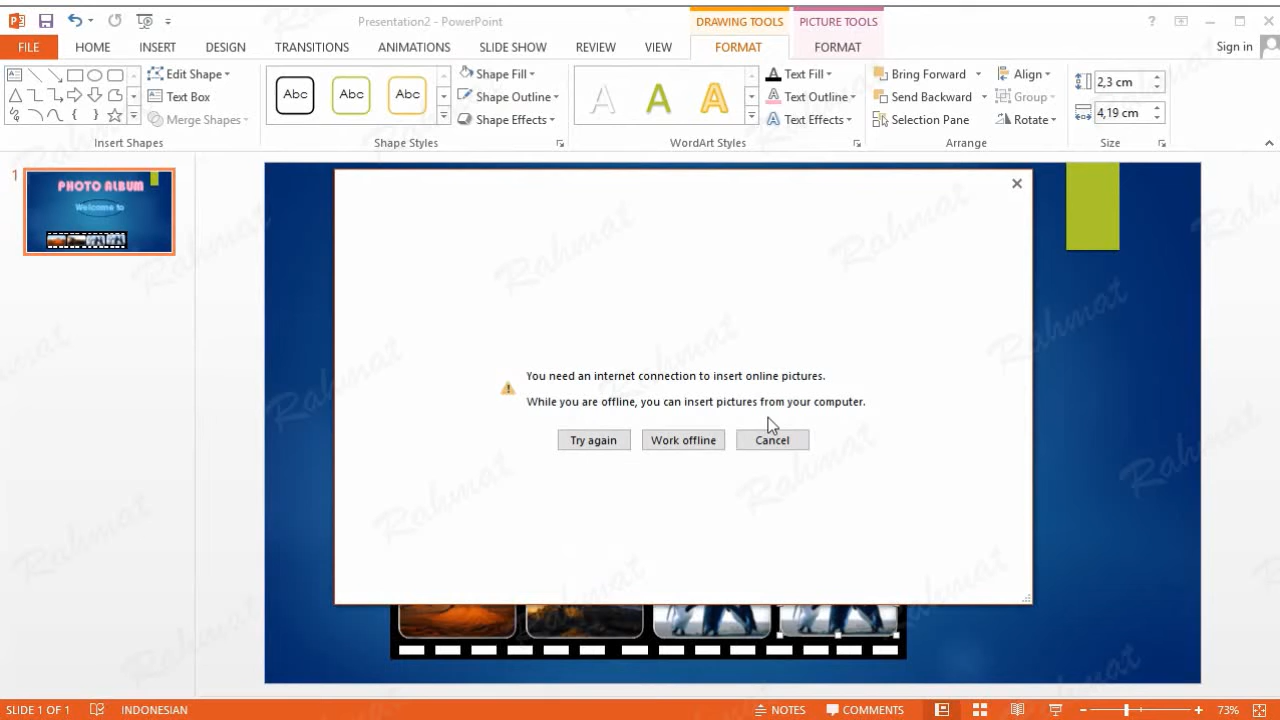 Presentation2 - PowerPoint
DRAWING TOOLS
PICTURE TOOLS
?
FILE
HOME
INSERT
DESIGN
TRANSITIONS
ANIMATIONS
SLIDE SHOW
REVIEW
VIEW
FORMAT
FORMAT
Sign in
Edit Shape
Text Box
Merge Shapes
Insert Shapes
Abc
Abc
Abc
Shape Fill
Shape Outline
Shape Effects
Shape Styles
A
A
A
Text Fill
Text Outline
Text Effects
WordArt Styles
Bring Forward
Send Backward
Selection Pane
Align
Group
Rotate
Arrange
2,3 cm
4,19 cm
Size
1
PHOTO ALBUM
Welcome to
You need an internet connection to insert online pictures.
While you are offline, you can insert pictures from your computer.
Try again
Work offline
Cancel
Rahmat
SLIDE 1 OF 1
INDONESIAN
NOTES
COMMENTS
73%